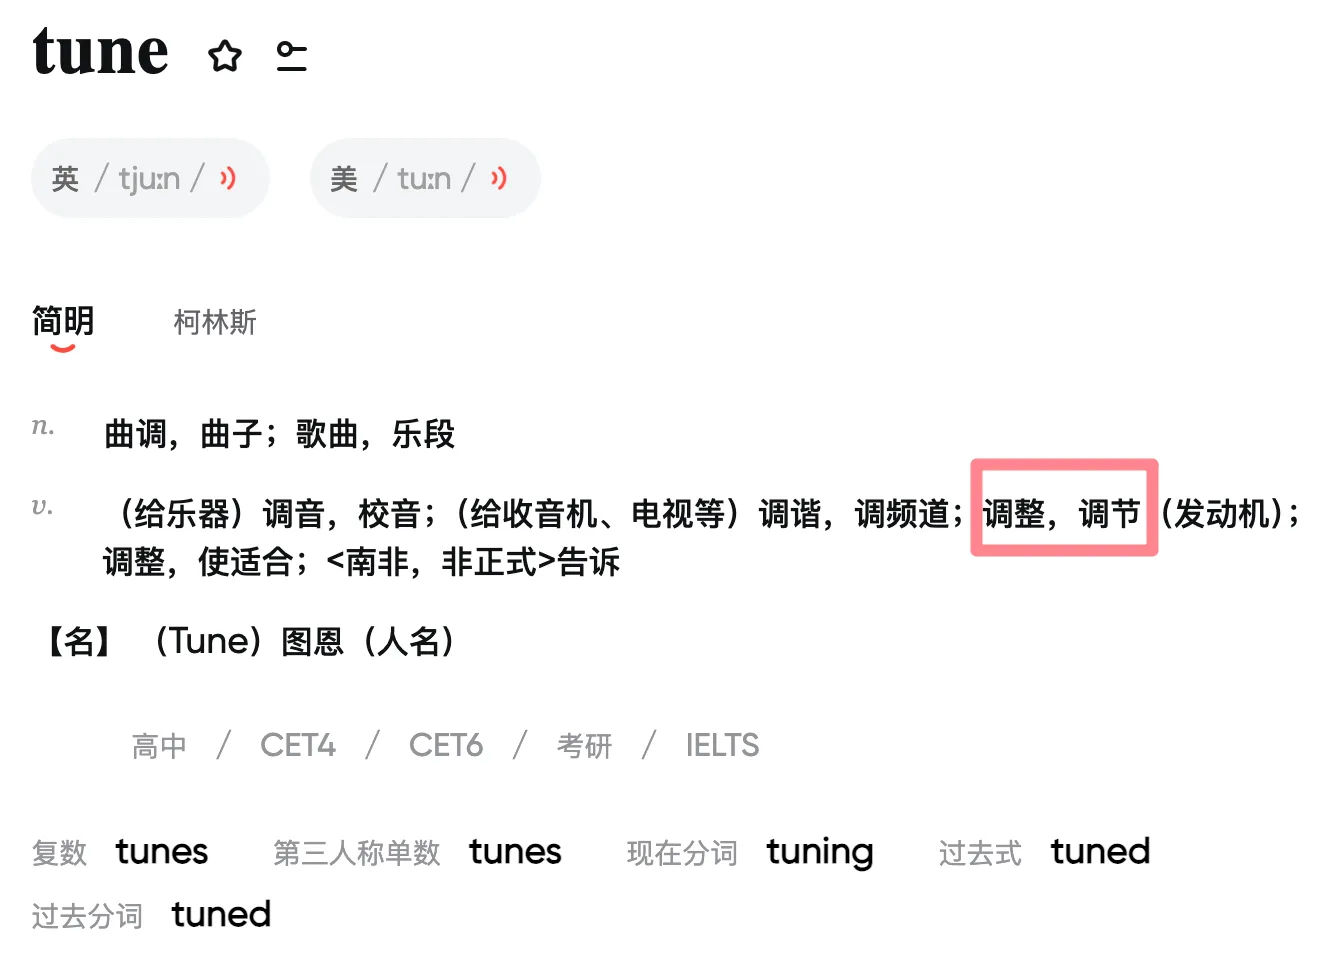 tune
英 / tjuːn / 美 / tuːn /
简明 柯林斯
n. 曲调，曲子；歌曲，乐段
v. （给乐器）调音，校音；（给收音机、电视等）调谐，调频道；调整，调节（发动机）；
调整，使适合；<南非，非正式>告诉
【名】 （Tune）图恩（人名）
高中 / CET4 / CET6 / 考研 / IELTS
复数 tunes 第三人称单数 tunes 现在分词 tuning 过去式 tuned
过去分词 tuned